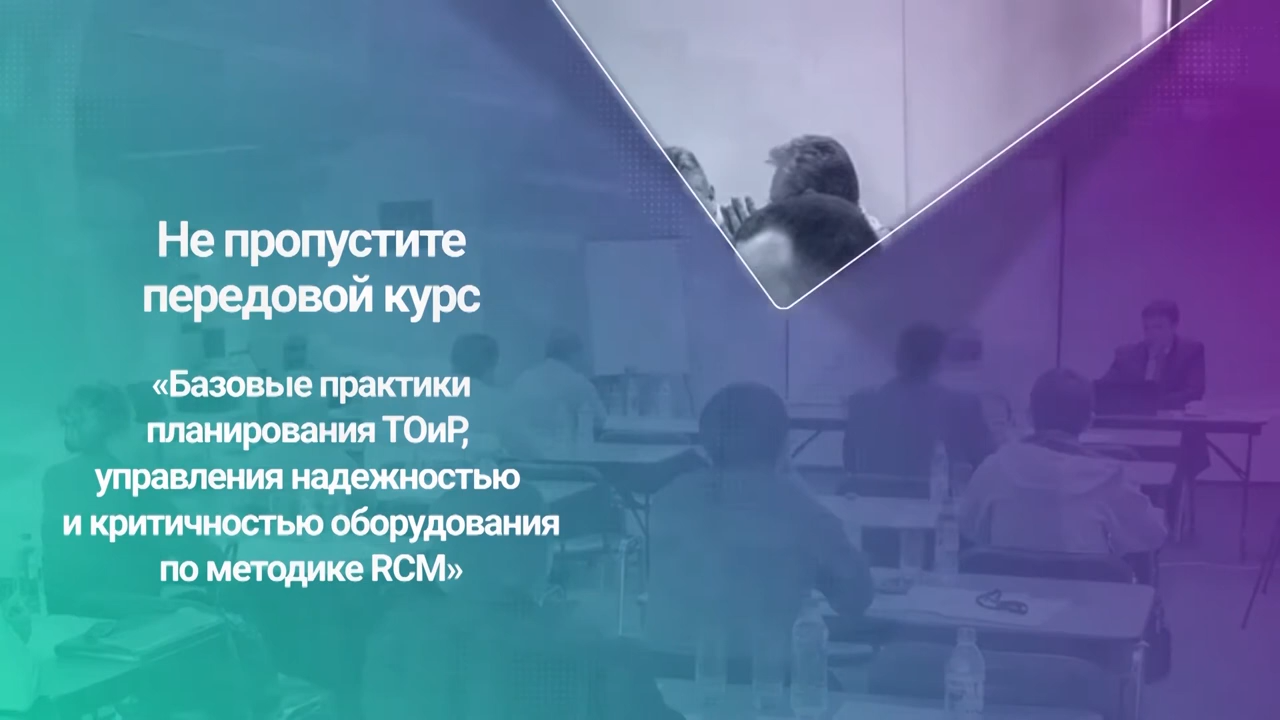 Не пропустите
передовой курс
«Базовые практики
планирования ТОиР,
управления надежностью
и критичностью оборудования
по методике RCM»